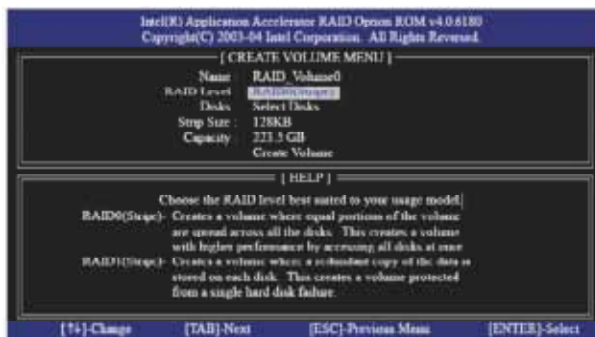 Intel(R) Application Accelerator RAID Option ROM v4.0.6180
Copyright(C) 2003-04 Intel Corporation. All Rights Reversed.
[ CREATE VOLUME MENU ]
Name : RAID_Volume0
RAID Level : RAID0(Stripe)
Disks : Select Disks
Strip Size : 128KB
Capacity : 223.5 GB
Create Volume
[ HELP ]
Choose the RAID level best suited to your usage model.
RAID0(Stripe)- Creates a volume where equal portions of the volume
are spread across all the disks. This creates a volume
with higher performance by accessing all disks at once
RAID1(Stripe)- Creates a volume where a redundant copy of the data is
stored on each disk. This creates a volume protected
from a single hard disk failure.
[↑↓]-Change [TAB]-Next [ESC]-Previous Menu [ENTER]-Select